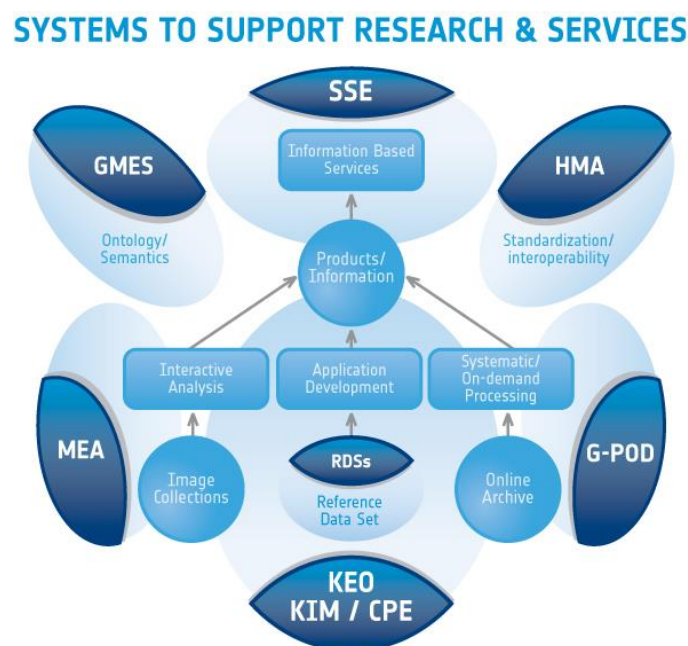 SYSTEMS TO SUPPORT RESEARCH & SERVICES
SSE
GMES
HMA
Information Based
Services
Ontology/
Semantics
Standardization/
interoperability
Products/
Information
Interactive
Analysis
Application
Development
Systematic/
On-demand
Processing
MEA
G-POD
Image
Collections
RDSs
Reference
Data Set
Online
Archive
KEO
KIM / CPE